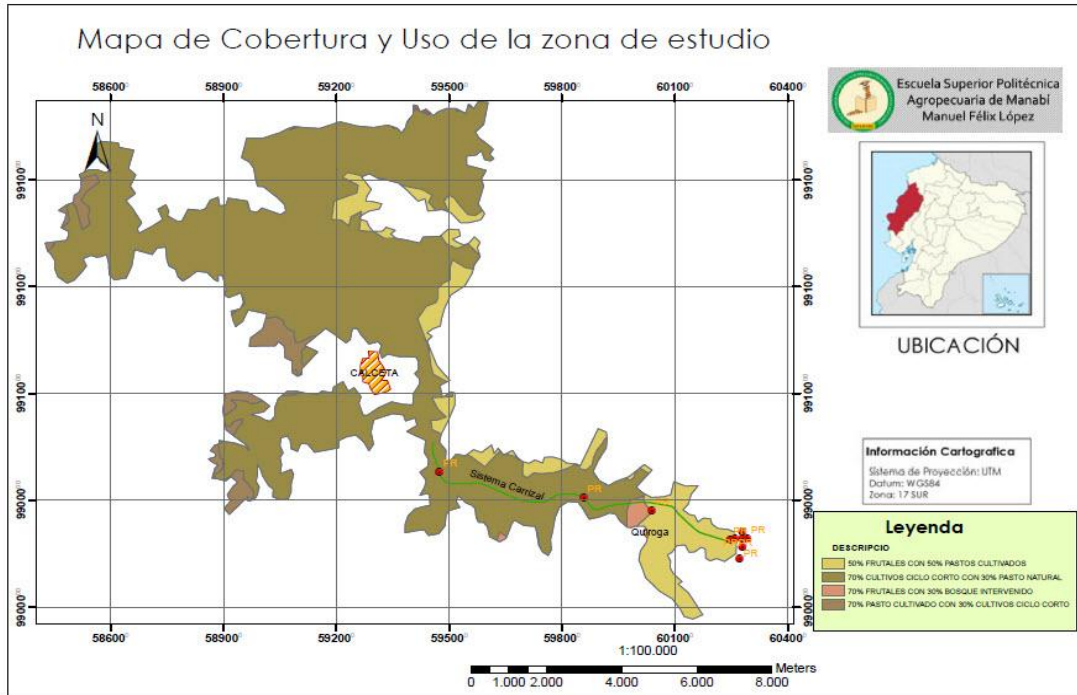 Mapa de Cobertura y Uso de la zona de estudio
Escuela Superior Politécnica
Agropecuaria de Manabí
Manuel Félix López
58600 58900 59200 59500 59800 60100 60400
N
99100
99100
99100
99000
99000
99100
99100
99100
99000
99000
CALCETA
PR
Sistema Carrizal
PR
Quiroga
PR
PR
UBICACIÓN
Información Cartografica
Sistema de Proyección: UTM
Datum: WGS84
Zona: 17 SUR
Leyenda
DESCRIPCIO
50% FRUTALES CON 50% PASTOS CULTIVADOS
70% CULTIVOS CICLO CORTO CON 30% PASTO NATURAL
70% FRUTALES CON 30% BOSQUE INTERVENIDO
70% PASTO CULTIVADO CON 30% CULTIVOS CICLO CORTO
58600 58900 59200 59500 59800 60100 60400
1:100.000
Meters
0 1.000 2.000 4.000 6.000 8.000